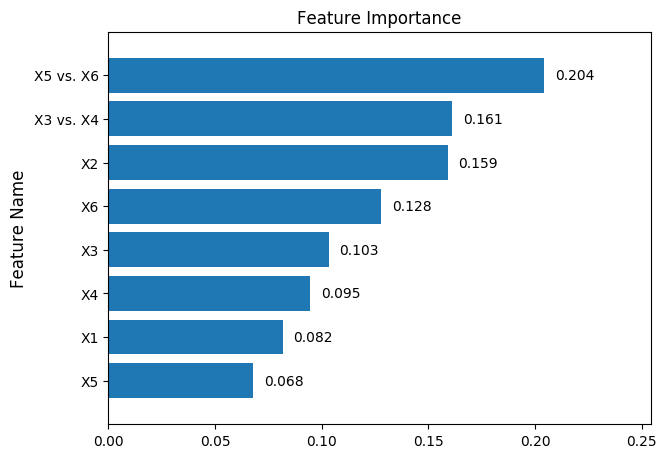 Feature Importance
Feature Name
X5 vs. X6
0.204
X3 vs. X4
0.161
X2
0.159
X6
0.128
X3
0.103
X4
0.095
X1
0.082
X5
0.068
0.00 0.05 0.10 0.15 0.20 0.25